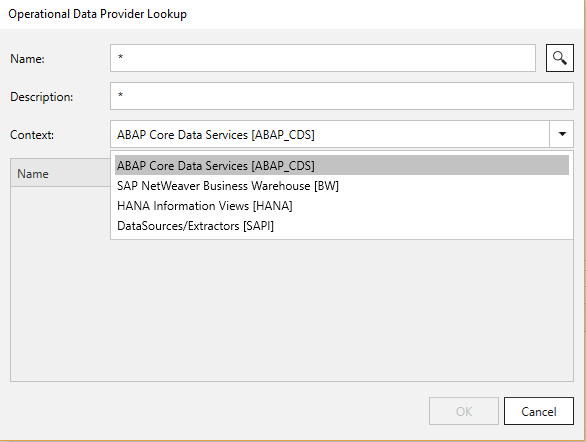 Operational Data Provider Lookup
Name: *
Description: *
Context: ABAP Core Data Services [ABAP_CDS]
Name
ABAP Core Data Services [ABAP_CDS]
SAP NetWeaver Business Warehouse [BW]
HANA Information Views [HANA]
DataSources/Extractors [SAPI]
OK Cancel